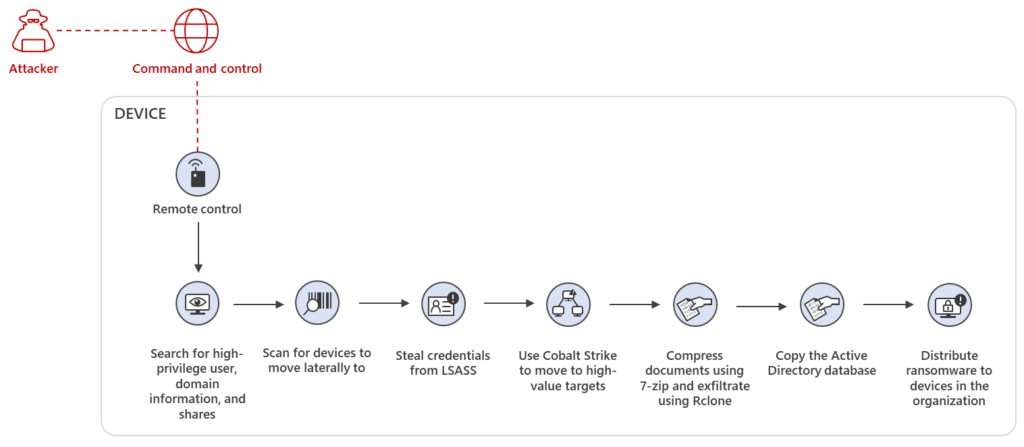 Attacker
Command and control
DEVICE
Remote control
Search for high-
privilege user,
domain
information, and
shares
Scan for devices to
move laterally to
Steal credentials
from LSASS
Use Cobalt Strike
to move to high-
value targets
Compress
documents using
7-zip and exfiltrate
using Rclone
Copy the Active
Directory database
Distribute
ransomware to
devices in the
organization